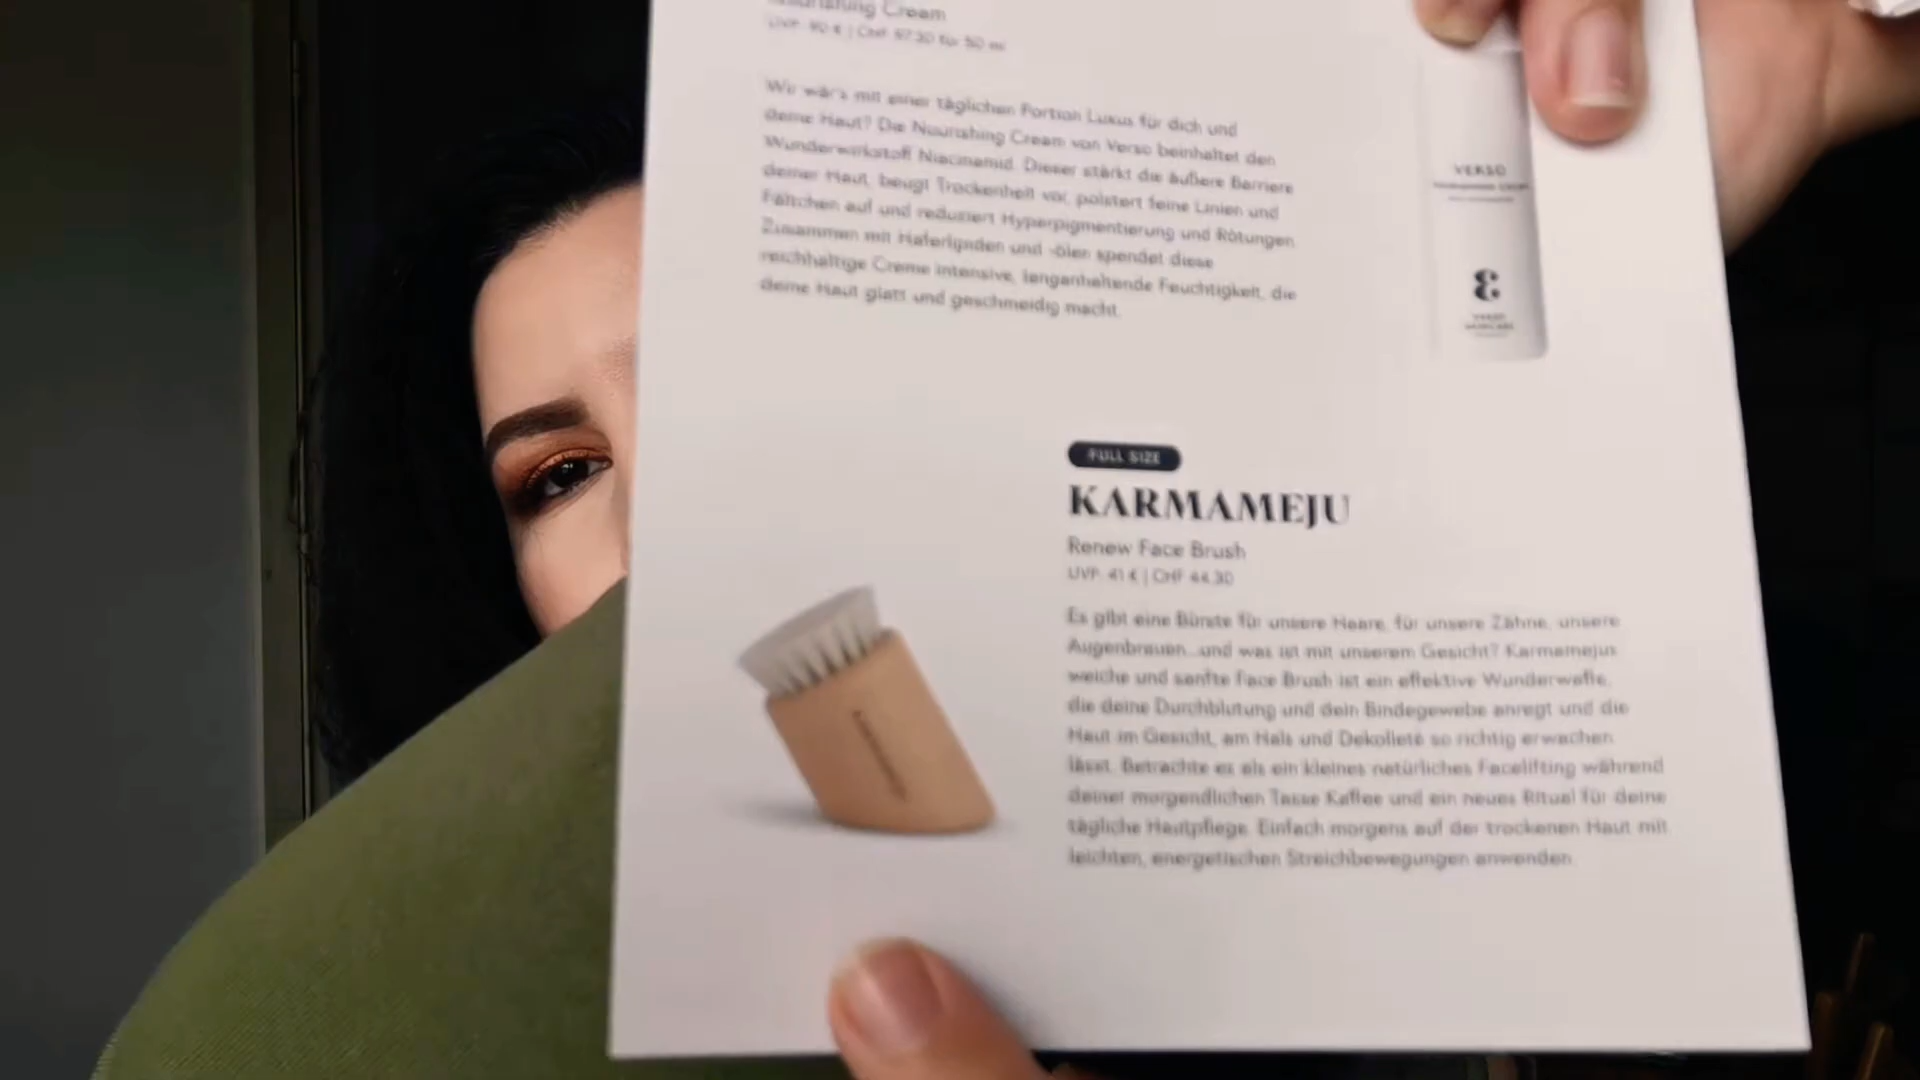 Nourishing Cream
UVP: 90 € | CHF 97.20 für 50 ml
Wie wär's mit einer täglichen Portion Luxus für dich und
deine Haut? Die Nourishing Cream von Verso beinhaltet den
Wunderwirkstoff Niacinamid. Dieser stärkt die äußere Barriere
deiner Haut, beugt Trockenheit vor, polstert feine Linien und
Fältchen auf und reduziert Hyperpigmentierung und Rötungen.
Zusammen mit Haferlipiden und -ölen spendet diese
reichhaltige Creme intensive, langanhaltende Feuchtigkeit, die
deine Haut glatt und geschmeidig macht.
VERSO
3
VERSO
SKINCARE
FULL SIZE
KARMAMEJU
Renew Face Brush
UVP: 41 € | CHF 44.30
Es gibt eine Bürste für unsere Haare, für unsere Zähne, unsere
Augenbrauen...und was ist mit unserem Gesicht? Karmamejus
weiche und sanfte Face Brush ist ein effektive Wunderwaffe,
die deine Durchblutung und dein Bindegewebe anregt und die
Haut im Gesicht, am Hals und Dekolleté so richtig erwachen
lässt. Betrachte es als ein kleines natürliches Facelifting während
deiner morgendlichen Tasse Kaffee und ein neues Ritual für deine
tägliche Hautpflege. Einfach morgens auf der trockenen Haut mit
leichten, energetischen Streichbewegungen anwenden.